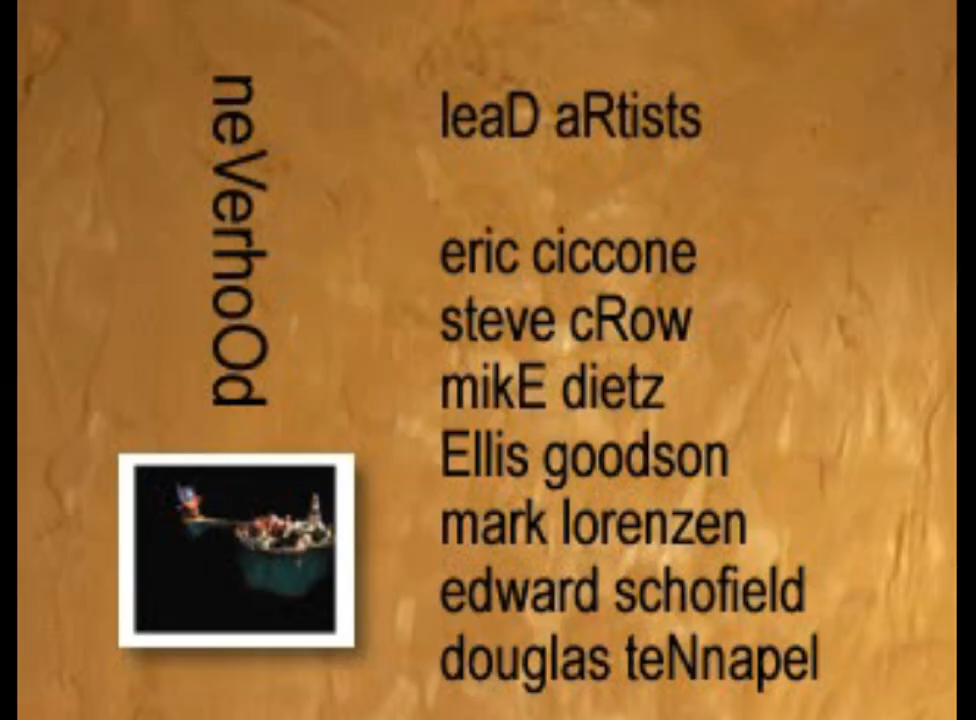 neVerhoOd
leaD aRtists
eric ciccone
steve cRow
mikE dietz
Ellis goodson
mark lorenzen
edward schofield
douglas teNnapel